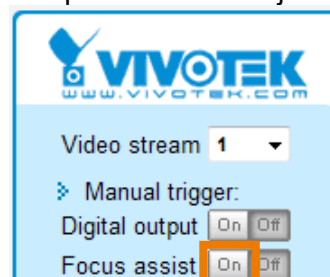 VIVOTEK
www.vivotek.com
Video stream 1
Manual trigger:
Digital output On Off
Focus assist On Off